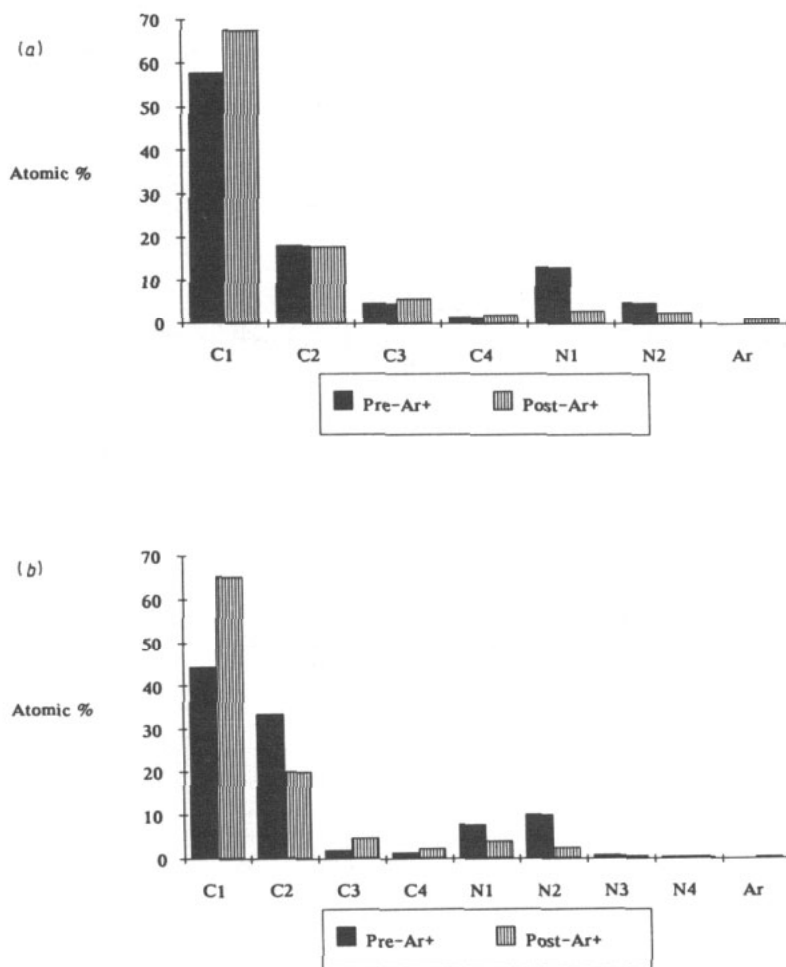 (a)
70
60
50
40
30
20
10
0
Atomic %
C1 C2 C3 C4 N1 N2 Ar
Pre-Ar+ Post-Ar+
(b)
70
60
50
40
30
20
10
0
Atomic %
C1 C2 C3 C4 N1 N2 N3 N4 Ar
Pre-Ar+ Post-Ar+